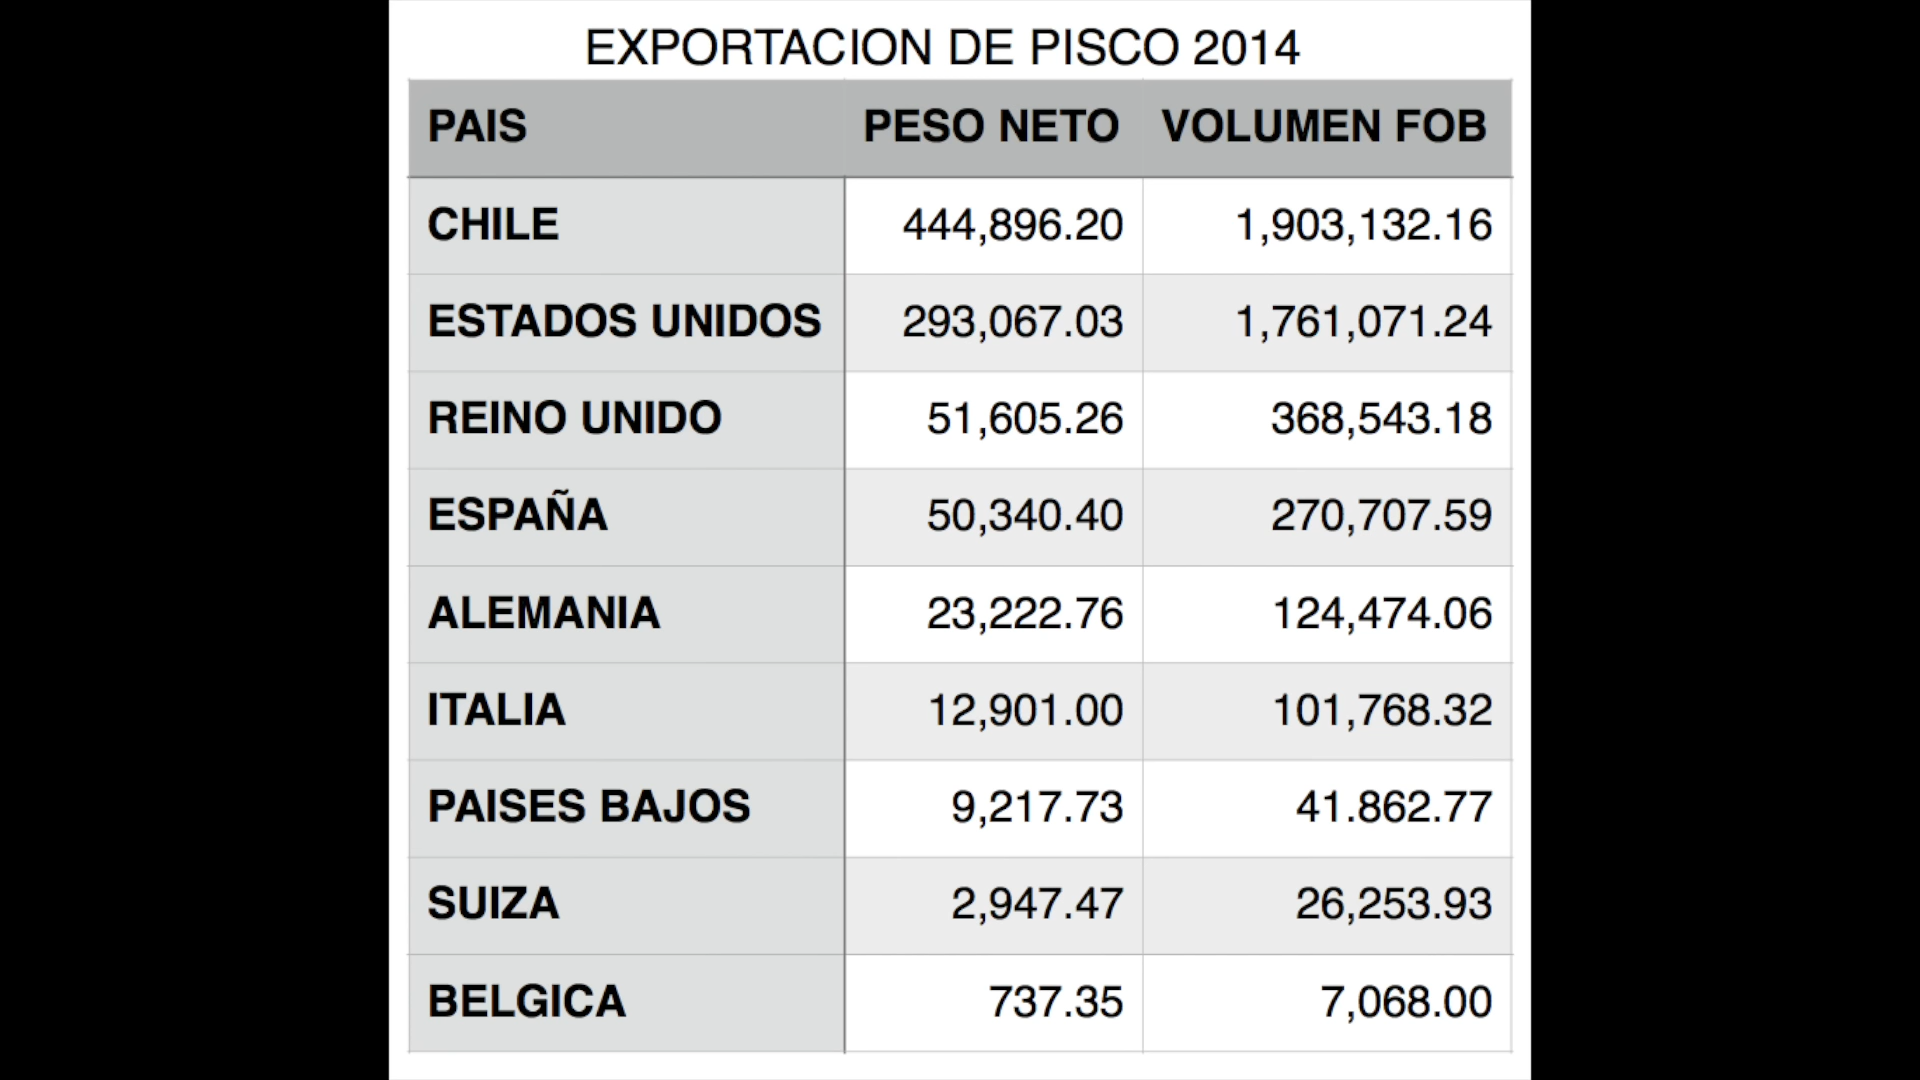 EXPORTACION DE PISCO 2014
PAIS PESO NETO VOLUMEN FOB
CHILE 444,896.20 1,903,132.16
ESTADOS UNIDOS 293,067.03 1,761,071.24
REINO UNIDO 51,605.26 368,543.18
ESPAÑA 50,340.40 270,707.59
ALEMANIA 23,222.76 124,474.06
ITALIA 12,901.00 101,768.32
PAISES BAJOS 9,217.73 41.862.77
SUIZA 2,947.47 26,253.93
BELGICA 737.35 7,068.00